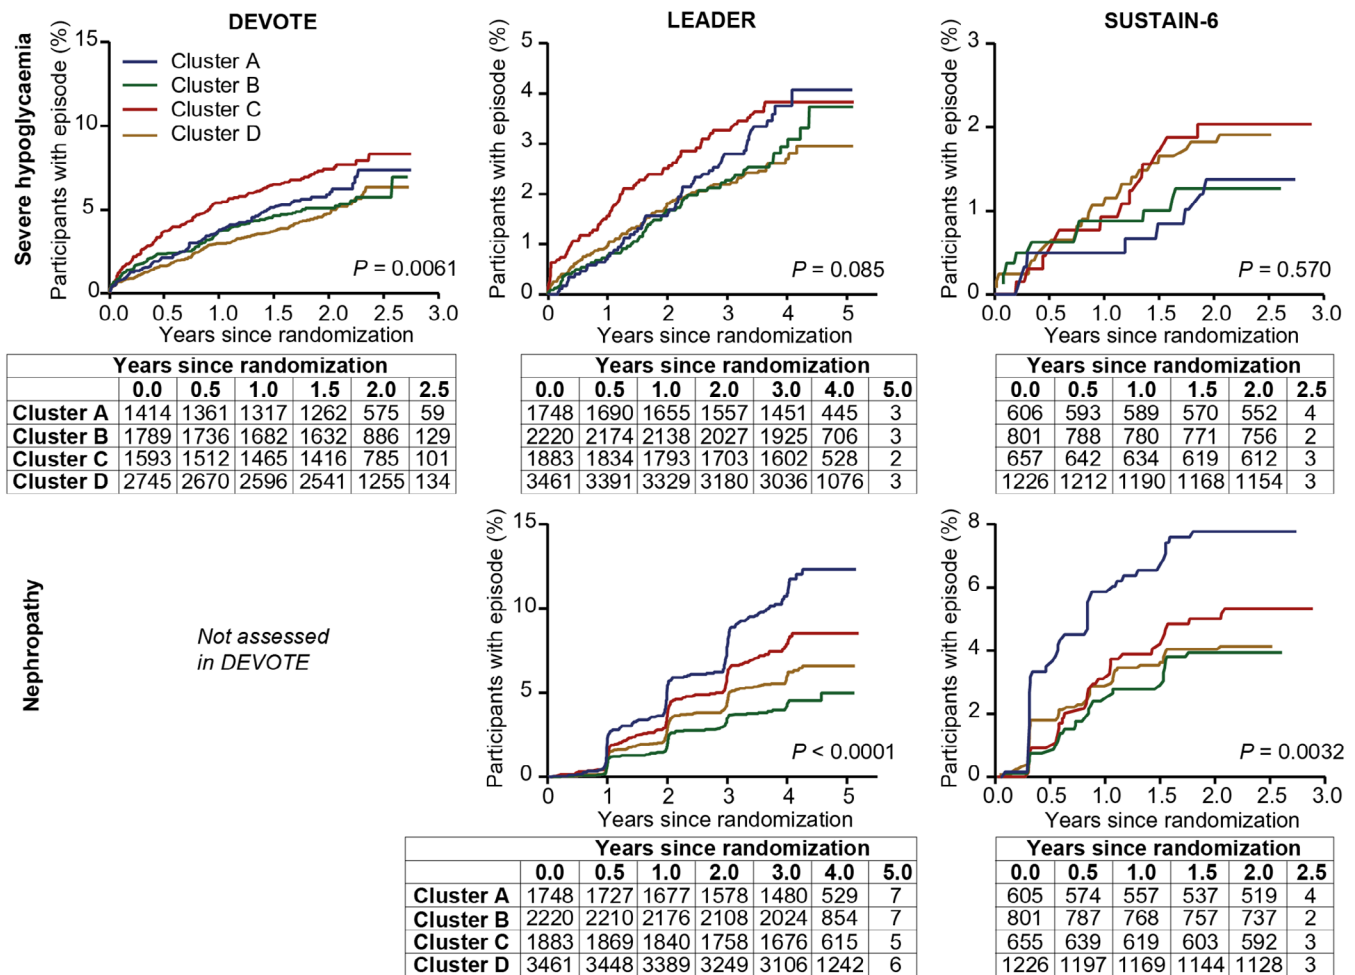 DEVOTE
LEADER
SUSTAIN-6
Severe hypoglycaemia
Participants with episode (%)
15
10
5
0
Cluster A
Cluster B
Cluster C
Cluster D
P = 0.0061
0.0 0.5 1.0 1.5 2.0 2.5 3.0
Years since randomization
Participants with episode (%)
5
4
3
2
1
0
P = 0.085
0 1 2 3 4 5
Years since randomization
Participants with episode (%)
3
2
1
0
P = 0.570
0.0 0.5 1.0 1.5 2.0 2.5 3.0
Years since randomization
Years since randomization
0.0 0.5 1.0 1.5 2.0 2.5
Cluster A 1414 1361 1317 1262 575 59
Cluster B 1789 1736 1682 1632 886 129
Cluster C 1593 1512 1465 1416 785 101
Cluster D 2745 2670 2596 2541 1255 134
Years since randomization
0.0 0.5 1.0 2.0 3.0 4.0 5.0
1748 1690 1655 1557 1451 445 3
2220 2174 2138 2027 1925 706 3
1883 1834 1793 1703 1602 528 2
3461 3391 3329 3180 3036 1076 3
Years since randomization
0.0 0.5 1.0 1.5 2.0 2.5
606 593 589 570 552 4
801 788 780 771 756 2
657 642 634 619 612 3
1226 1212 1190 1168 1154 3
Nephropathy
Not assessed
in DEVOTE
Participants with episode (%)
15
10
5
0
P < 0.0001
0 1 2 3 4 5
Years since randomization
Participants with episode (%)
8
6
4
2
0
P = 0.0032
0.0 0.5 1.0 1.5 2.0 2.5 3.0
Years since randomization
Years since randomization
0.0 0.5 1.0 2.0 3.0 4.0 5.0
Cluster A 1748 1727 1677 1578 1480 529 7
Cluster B 2220 2210 2176 2108 2024 854 7
Cluster C 1883 1869 1840 1758 1676 615 5
Cluster D 3461 3448 3389 3249 3106 1242 6
Years since randomization
0.0 0.5 1.0 1.5 2.0 2.5
605 574 557 537 519 4
801 787 768 757 737 2
655 639 619 603 592 3
1226 1197 1169 1144 1128 3